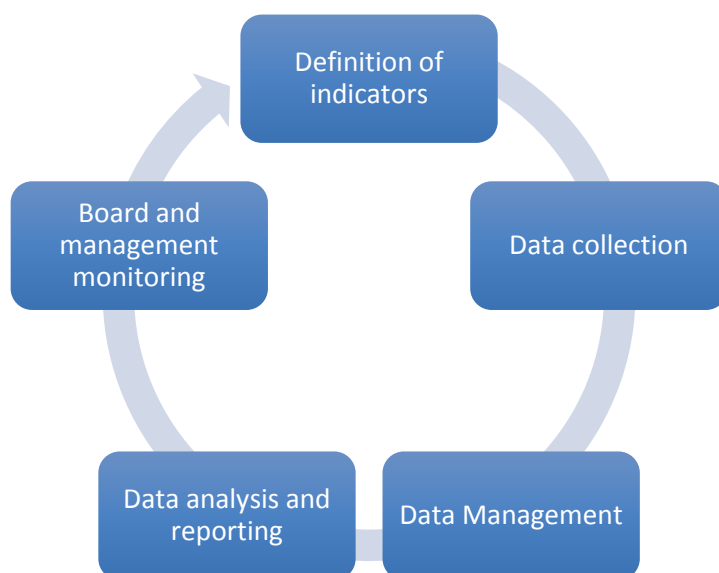 Definition of
indicators
Data collection
Data Management
Data analysis and
reporting
Board and
management
monitoring